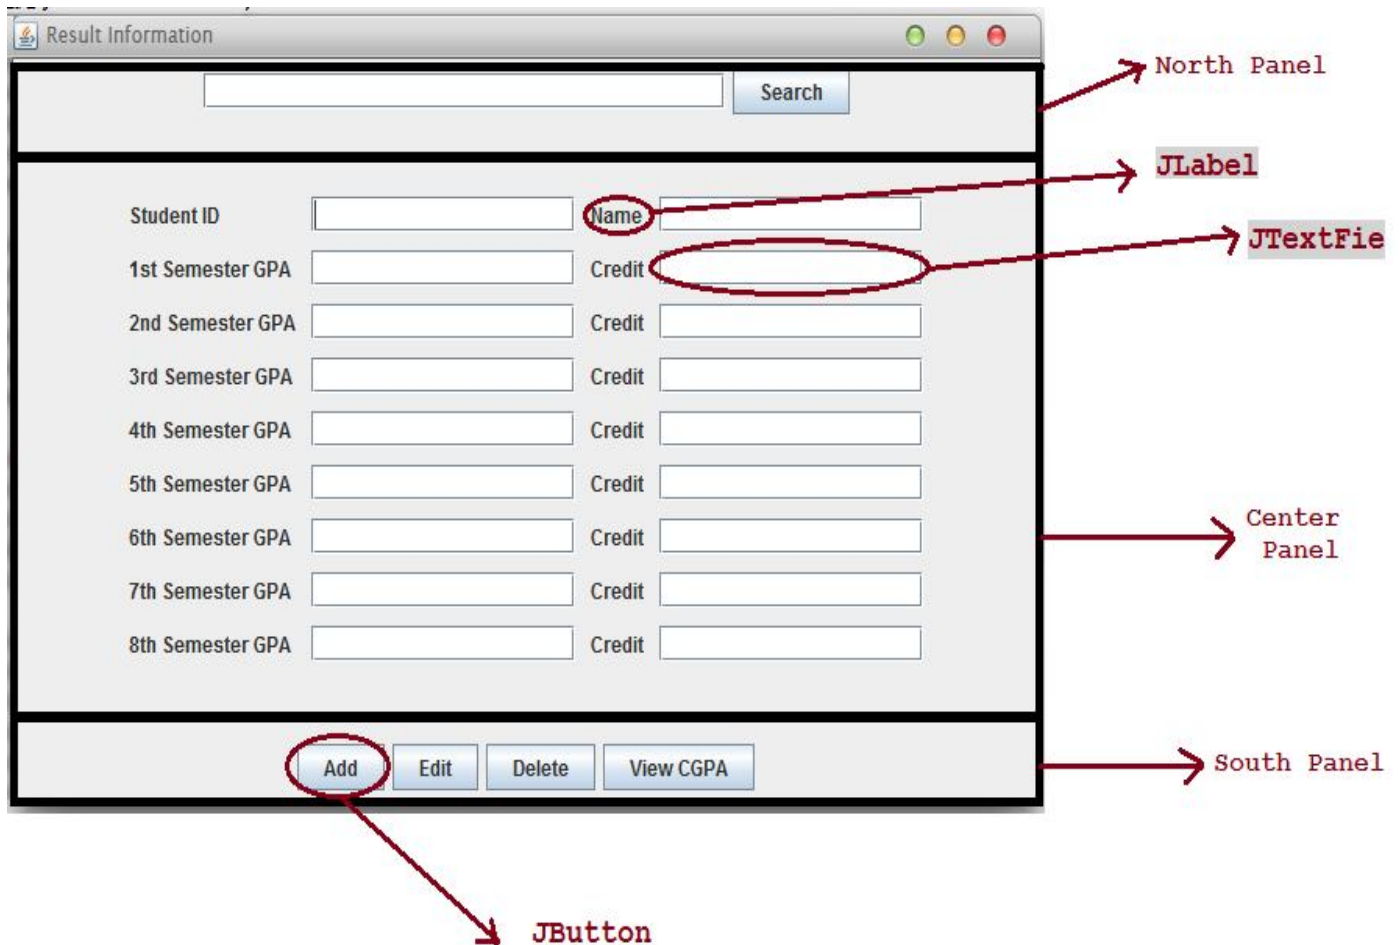 Result Information
Search
North Panel
JLabel
Student ID Name
JTextFie
1st Semester GPA Credit
2nd Semester GPA Credit
3rd Semester GPA Credit
4th Semester GPA Credit
5th Semester GPA Credit
6th Semester GPA Credit
7th Semester GPA Credit
8th Semester GPA Credit
Center
Panel
Add Edit Delete View CGPA
South Panel
JButton